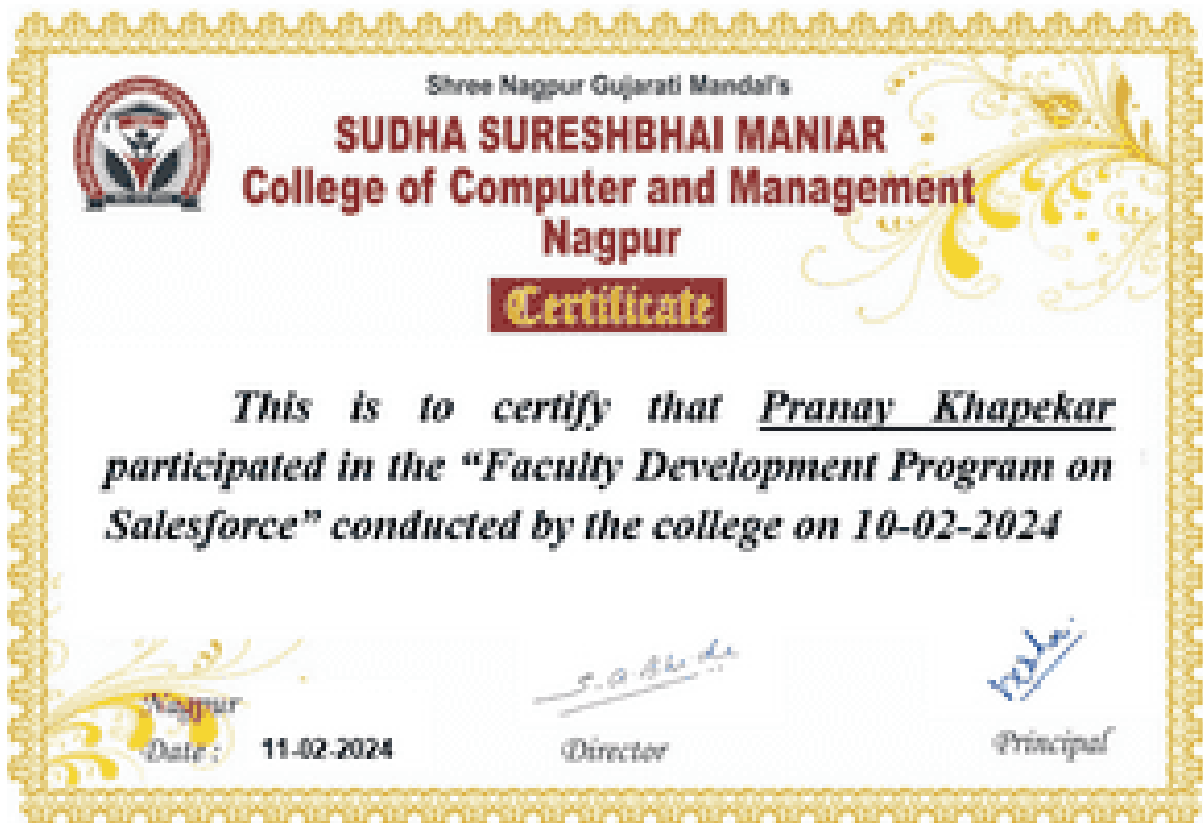 Shree Nagpur Gujarati Mandal's
SUDHA SURESHBHAI MANIAR
College of Computer and Management
Nagpur
Certificate
This is to certify that Pranay Khapekar
participated in the “Faculty Development Program on
Salesforce” conducted by the college on 10-02-2024
Nagpur
Date : 11-02-2024
Director
Principal